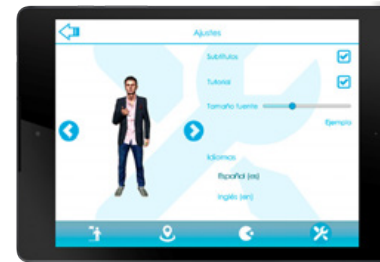 Ajustes
Subtítulos
Tutorial
Tamaño fuente
Ejemplo
Idiomas
Español (es)
Inglés (en)